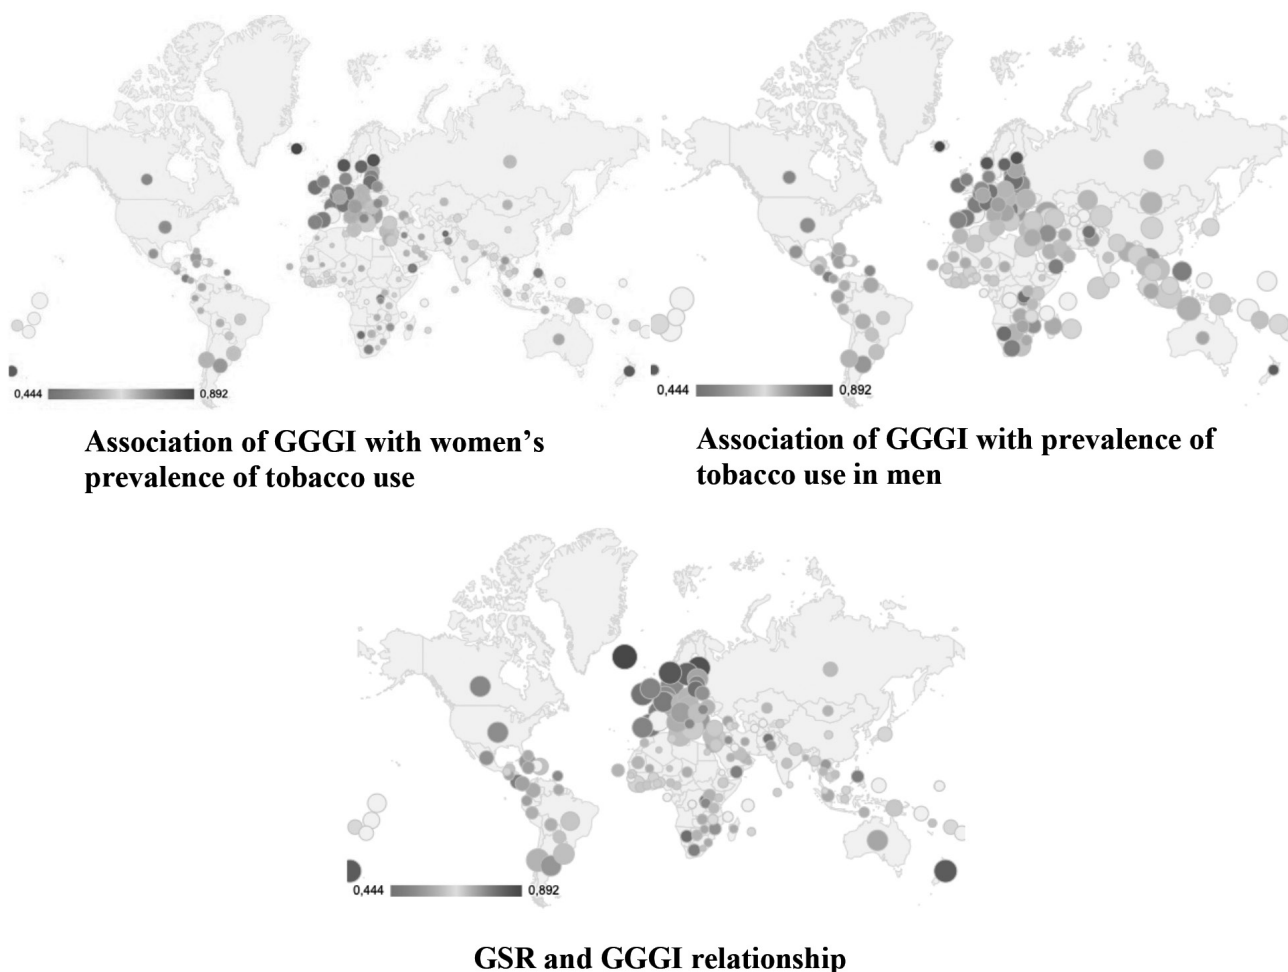 0,444
0,892
0,444
0,892
Association of GGGI with women’s
prevalence of tobacco use
Association of GGGI with prevalence of
tobacco use in men
0,444
0,892
GSR and GGGI relationship